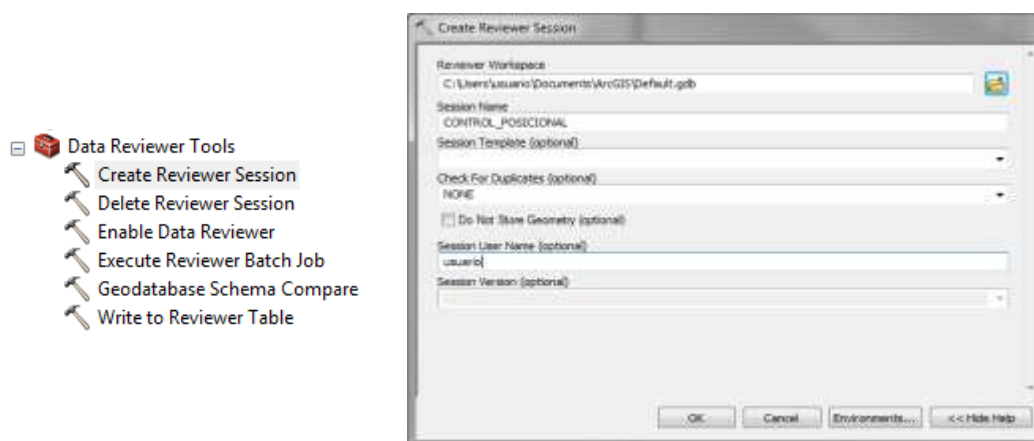 Data Reviewer Tools
Create Reviewer Session
Delete Reviewer Session
Enable Data Reviewer
Execute Reviewer Batch Job
Geodatabase Schema Compare
Write to Reviewer Table
Create Reviewer Session
Reviewer Workspace
C:\Users\usuario\Documents\ArcGIS\Default.gdb
Session Name
CONTROL_POSICIONAL
Session Template (optional)
Check For Duplicates (optional)
NONE
Do Not Store Geometry (optional)
Session User Name (optional)
usuario
Session Version (optional)
OK Cancel Environments... << Hide Help